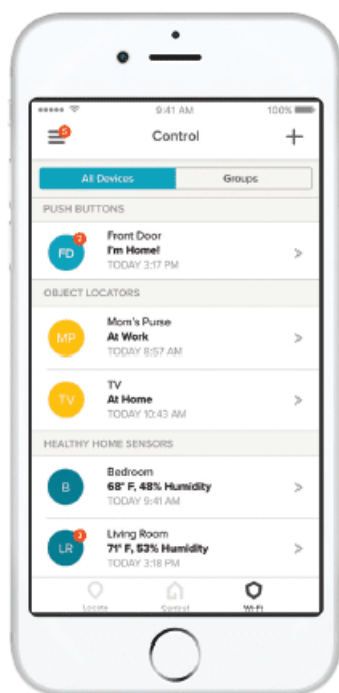 9:41 AM
100%
5
Control
All Devices
Groups
PUSH BUTTONS
FD
Front Door
I'm Home!
TODAY 3:17 PM
OBJECT LOCATORS
MP
Mom's Purse
At Work
TODAY 8:57 AM
TV
TV
At Home
TODAY 10:43 AM
HEALTHY HOME SENSORS
B
Bedroom
68° F, 48% Humidity
TODAY 9:41 AM
LR
Living Room
71° F, 53% Humidity
TODAY 3:18 PM
Locate
Control
Wi-Fi